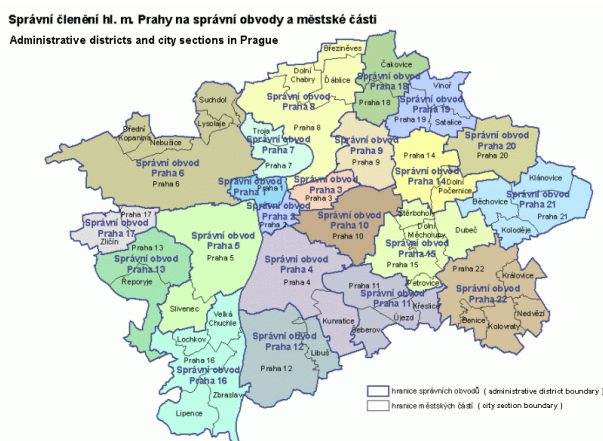 Správní členění hl. m. Prahy na správní obvody a městské části
Administrative districts and city sections in Prague
Březiněves
Čakovice
Dolní
Chabry
Ďáblice
Vinoř
Správní obvod
Praha 18
Správní obvod
Praha 8
Suchdol
Praha 18
Správní obvod
Praha 19
Praha 19
Satalice
Lysolaje
Praha 8
Troja
Správní obvod
Praha 7
Praha 7
Přední
Kopanina
Nebušice
Správní obvod
Praha 9
Praha 9
Správní obvod
Praha 20
Praha 20
Praha 14
Správní obvod
Praha 6
Praha 6
Správní obvod
Praha 14
Dolní
Počernice
Klánovice
Správní obvod
Praha 1
Praha 1
Správní obvod
Praha 3
Praha 3
Správní obvod
Praha 21
Běchovice
Praha 21
Koloděje
Správní obvod
Praha 2
Praha 2
Praha 17
Správní obvod
Praha 17
Zličín
Správní obvod
Praha 10
Praha 10
Štěrboholy
Dolní
Měcholupy
Dubeč
Správní obvod
Praha 5
Praha 5
Praha 13
Správní obvod
Praha 13
Řeporyje
Správní obvod
Praha 15
Praha 15
Správní obvod
Praha 4
Praha 4
Petrovice
Praha 22
Královice
Správní obvod
Praha 22
Praha 11
Správní obvod
Praha 11
Křeslice
Újezd
Šeberov
Kunratice
Nedvězí
Benice
Kolovraty
Slivenec
Velká
Chuchle
Lochkov
Praha 16
Správní obvod
Praha 16
Zbraslav
Lipence
Správní obvod
Praha 12
Libuš
Praha 12
hranice správních obvodů ( administrative district boundary )
hranice městských částí ( city section boundary )